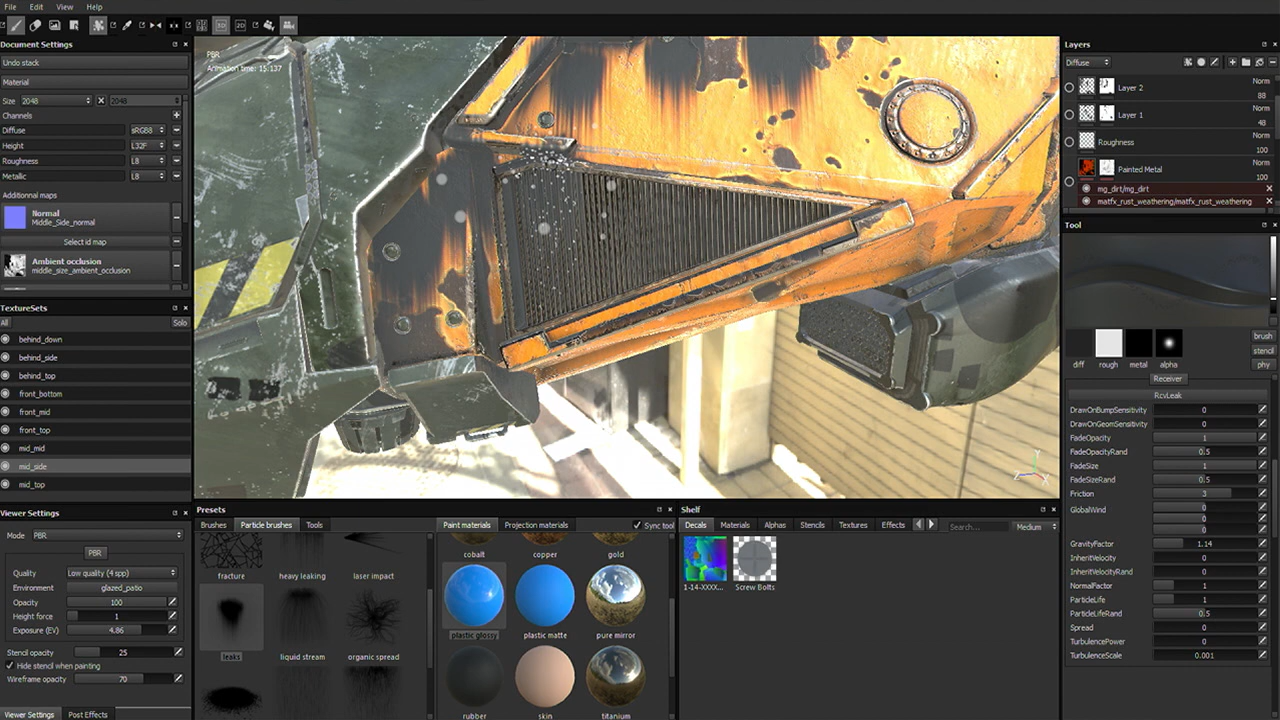 File Edit View Help
Document Settings
Undo stack
Material
Size 2048 2048
Channels
Diffuse sRGB8
Height L32F
Roughness L8
Metallic L8
Additionnal maps
Normal
Middle_Side_normal
Select id map
Ambient occlusion
middle_size_ambient_occlusion
TextureSets
All Solo
behind_down
behind_side
behind_top
front_bottom
front_mid
front_top
mid_mid
mid_side
mid_top
Viewer Settings
Mode PBR
PBR
Quality Low quality (4 spp)
Environment glazed_patio
Opacity 100
Height force 1
Exposure (EV) 4.86
Stencil opacity 25
Hide stencil when painting
Wireframe opacity 70
Viewer Settings Post Effects
3D 2D
PBR
Animation time: 15:137
Y
Z X
Presets
Brushes Particle brushes Tools
fracture heavy leaking laser impact
leaks liquid stream organic spread
Paint materials Projection materials Sync tool
cobalt copper gold
plastic glossy plastic matte pure mirror
rubber skin titanium
Shelf
Decals Materials Alphas Stencils Textures Effects Search... Medium
1-14-XXXX... Screw Bolts
Layers
Diffuse
Layer 2 Norm 88
Layer 1 Norm 48
Roughness Norm 100
Painted Metal Norm 100
mg_dirt/mg_dirt
matfx_rust_weathering/matfx_rust_weathering
Tool
diff rough metal alpha
brush
stencil
phy
Receiver
RcvLeak
DrawOnBumpSensitivity 0
DrawOnGeomSensitivity 0
FadeOpacity 1
FadeOpacityRand 0.5
FadeSize 1
FadeSizeRand 0.5
Friction 3
GlobalWind 0
0
0
GravityFactor 1.14
InheritVelocity 0
InheritVelocityRand 0
NormalFactor 1
ParticleLife 1
ParticleLifeRand 0.5
Spread 0
TurbulencePower 0
TurbulenceScale 0.001